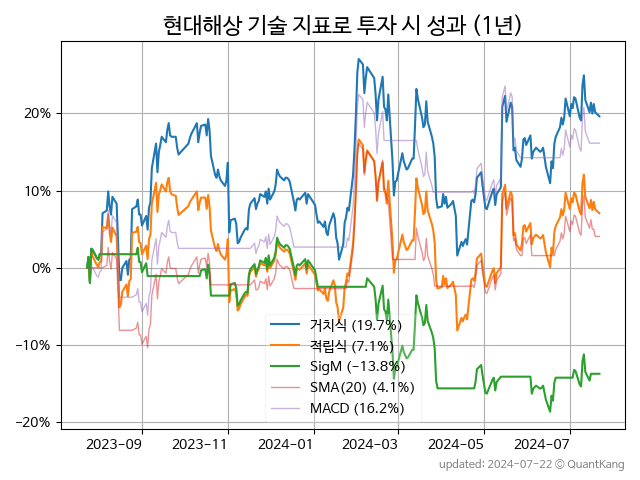 현대해상 기술 지표로 투자 시 성과 (1년)
20%
10%
0%
−10%
−20%
거치식 (19.7%)
적립식 (7.1%)
SigM (−13.8%)
SMA(20) (4.1%)
MACD (16.2%)
2023-09
2023-11
2024-01
2024-03
2024-05
2024-07
updated: 2024-07-22 © QuantKang